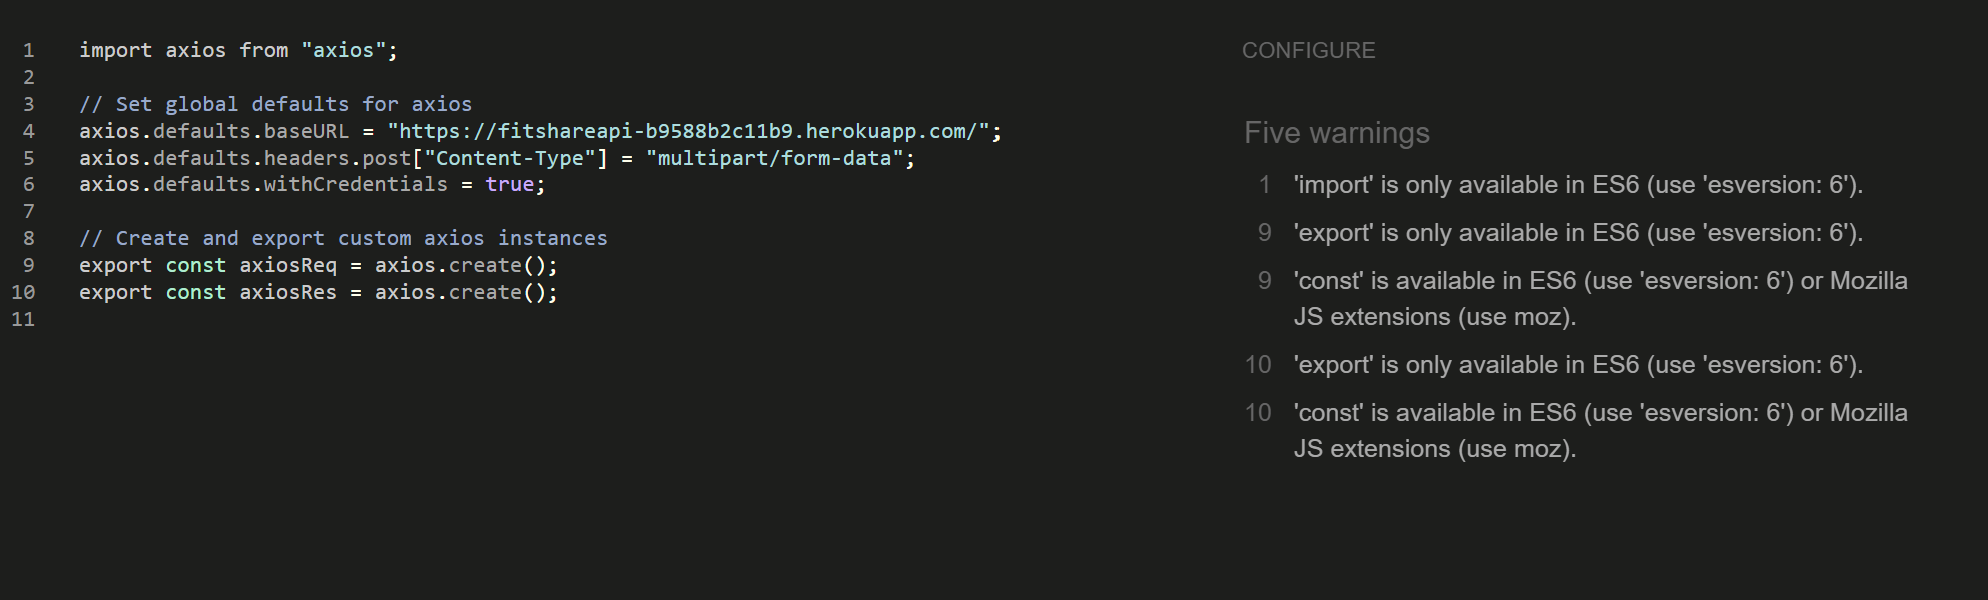 1 import axios from "axios";
2
3 // Set global defaults for axios
4 axios.defaults.baseURL = "https://fitshareapi-b9588b2c11b9.herokuapp.com/";
5 axios.defaults.headers.post["Content-Type"] = "multipart/form-data";
6 axios.defaults.withCredentials = true;
7
8 // Create and export custom axios instances
9 export const axiosReq = axios.create();
10 export const axiosRes = axios.create();
11
CONFIGURE
Five warnings
1 'import' is only available in ES6 (use 'esversion: 6').
9 'export' is only available in ES6 (use 'esversion: 6').
9 'const' is available in ES6 (use 'esversion: 6') or Mozilla
JS extensions (use moz).
10 'export' is only available in ES6 (use 'esversion: 6').
10 'const' is available in ES6 (use 'esversion: 6') or Mozilla
JS extensions (use moz).